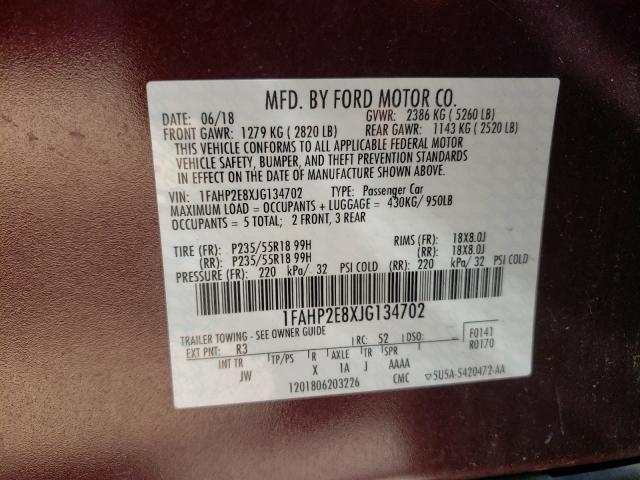 MFD. BY FORD MOTOR CO.
DATE: 06/18 GVWR: 2386 KG ( 5260 LB)
FRONT GAWR: 1279 KG ( 2820 LB) REAR GAWR: 1143 KG ( 2520 LB)
THIS VEHICLE CONFORMS TO ALL APPLICABLE FEDERAL MOTOR
VEHICLE SAFETY, BUMPER, AND THEFT PREVENTION STANDARDS
IN EFFECT ON THE DATE OF MANUFACTURE SHOWN ABOVE.
VIN: 1FAHP2E8XJG134702 TYPE: Passenger Car
MAXIMUM LOAD = OCCUPANTS + LUGGAGE = 430KG/ 950LB
OCCUPANTS = 5 TOTAL; 2 FRONT, 3 REAR
TIRE (FR): P235/55R18 99H RIMS (FR): 18X8.0J
(RR): P235/55R18 99H (RR): 18X8.0J
PRESSURE (FR): 220 kPa/ 32 PSI COLD (RR): 220 kPa/ 32 PSI COLD
1FAHP2E8XJG134702
TRAILER TOWING - SEE OWNER GUIDE
EXT PNT: R3 RC: 52 DSO: F0141
INT TR TP/PS R AXLE TR SPR R0170
JW X 1A J AAAA
1201806203226 CMC ▽5U5A-5420472-AA